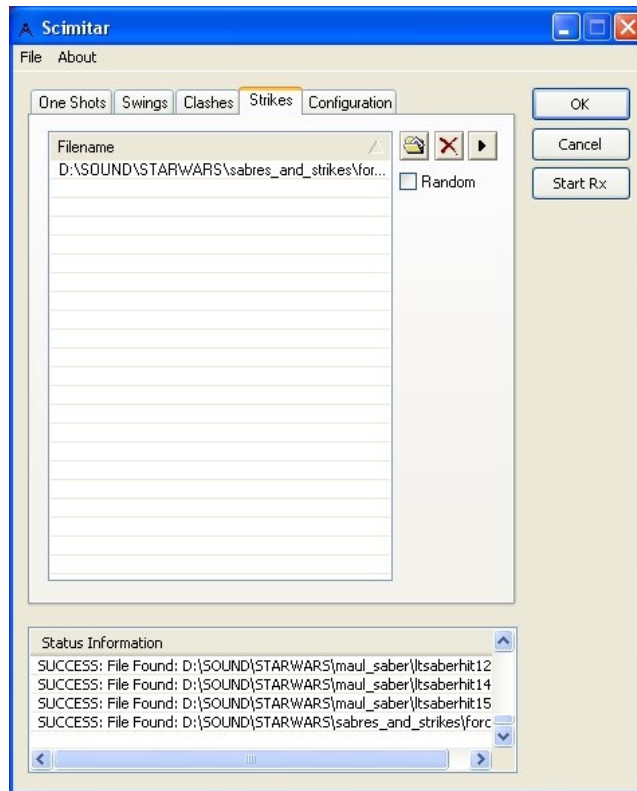 Scimitar
File About
One Shots Swings Clashes Strikes Configuration
OK
Filename
Cancel
D:\SOUND\STARWARS\sabres_and_strikes\for...
Random
Start Rx
Status Information
SUCCESS: File Found: D:\SOUND\STARWARS\maul_saber\ltsaberhit12
SUCCESS: File Found: D:\SOUND\STARWARS\maul_saber\ltsaberhit14
SUCCESS: File Found: D:\SOUND\STARWARS\maul_saber\ltsaberhit15
SUCCESS: File Found: D:\SOUND\STARWARS\sabres_and_strikes\forc